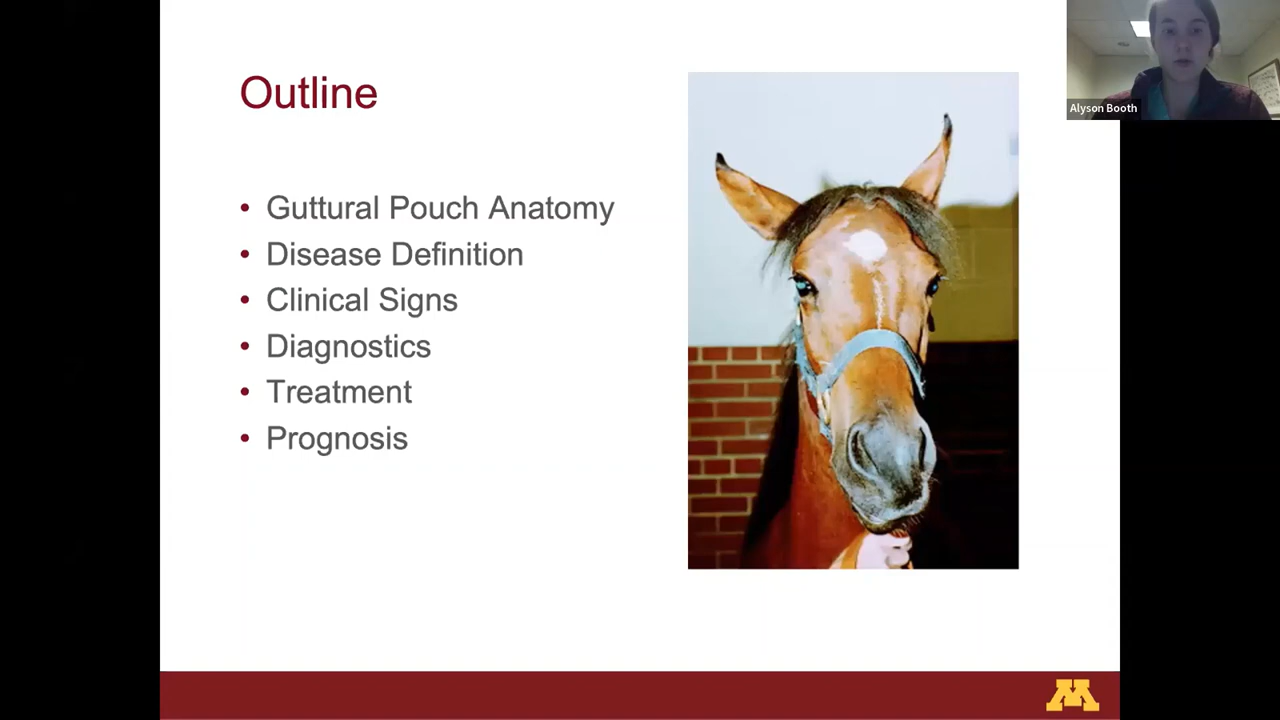 Outline
• Guttural Pouch Anatomy
• Disease Definition
• Clinical Signs
• Diagnostics
• Treatment
• Prognosis
Alyson Booth
M